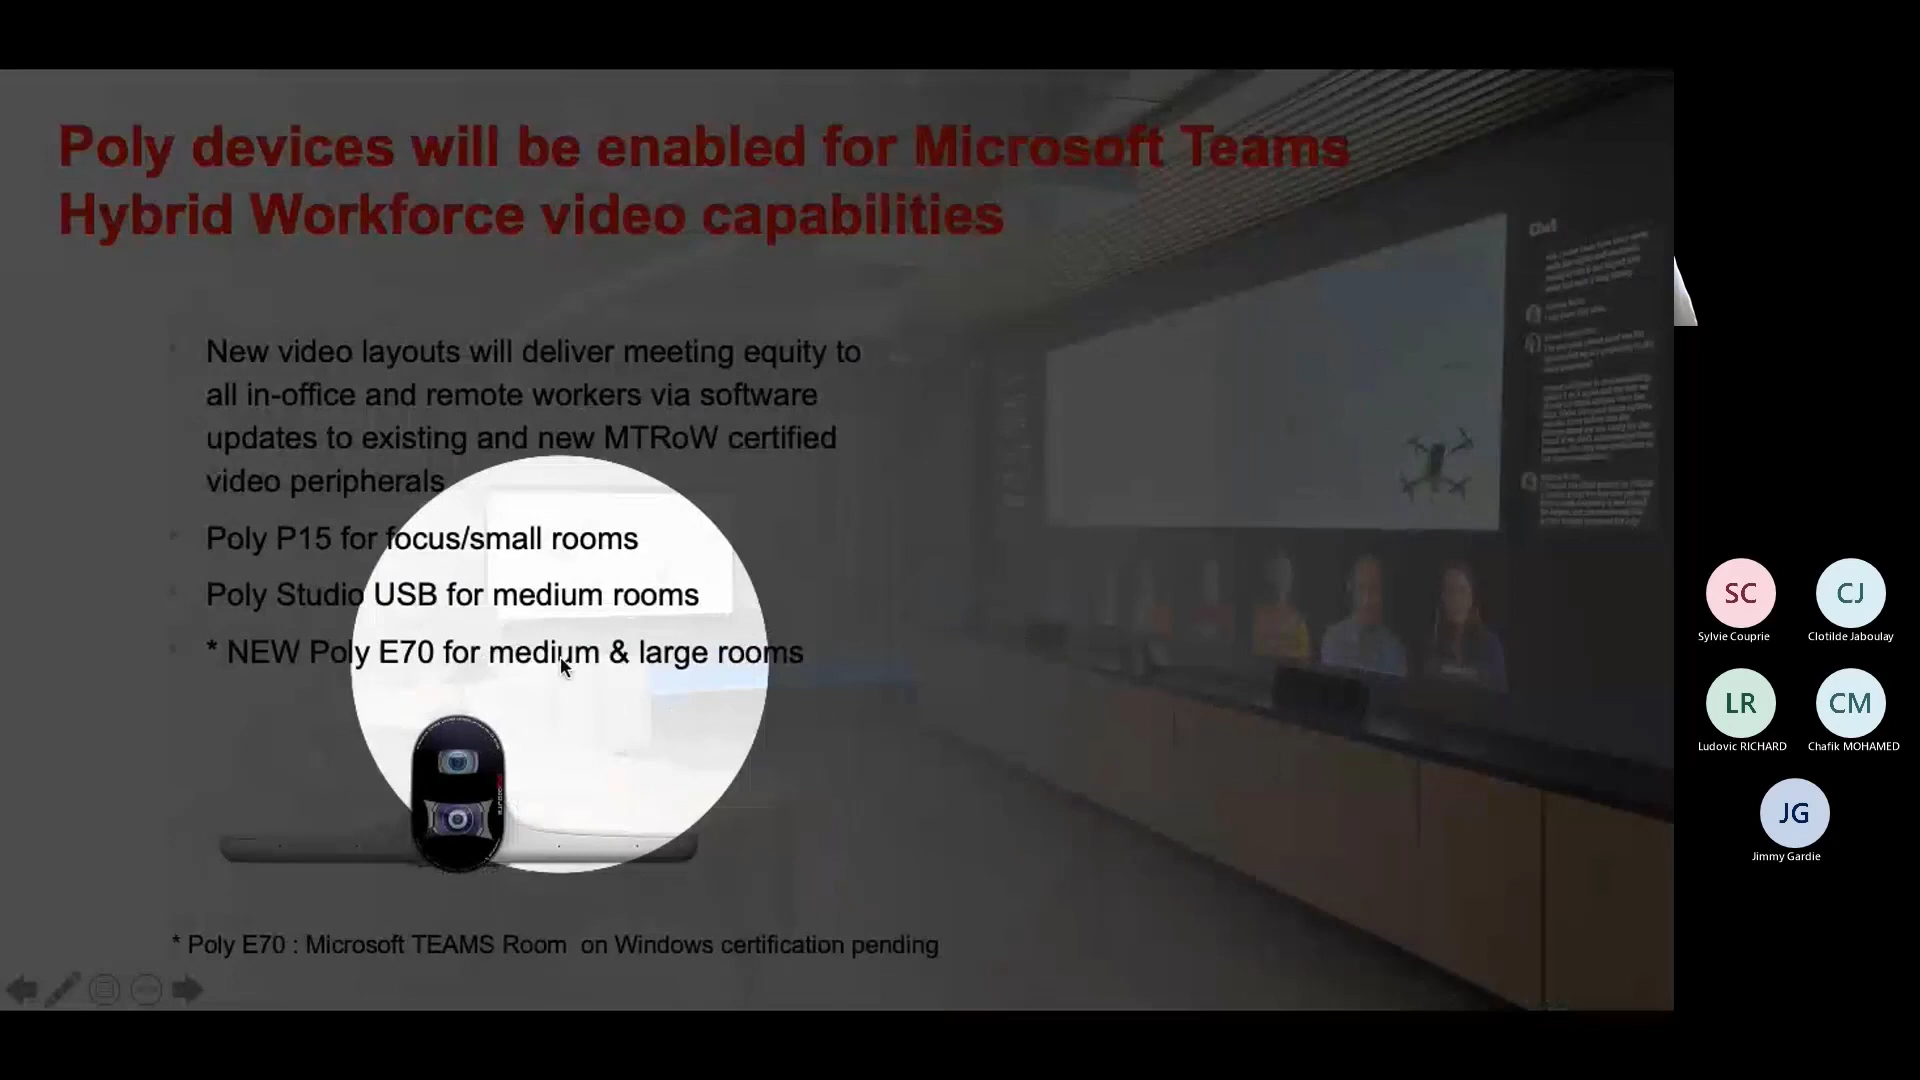 Poly devices will be enabled for Microsoft Teams
Hybrid Workforce video capabilities
New video layouts will deliver meeting equity to
all in-office and remote workers via software
updates to existing and new MTRoW certified
video peripherals
Poly P15 for focus/small rooms
Poly Studio USB for medium rooms
* NEW Poly E70 for medium & large rooms
* Poly E70 : Microsoft TEAMS Room on Windows certification pending
Chat
SC
Sylvie Couprie
CJ
Clotilde Jaboulay
LR
Ludovic RICHARD
CM
Chafik MOHAMED
JG
Jimmy Gardie